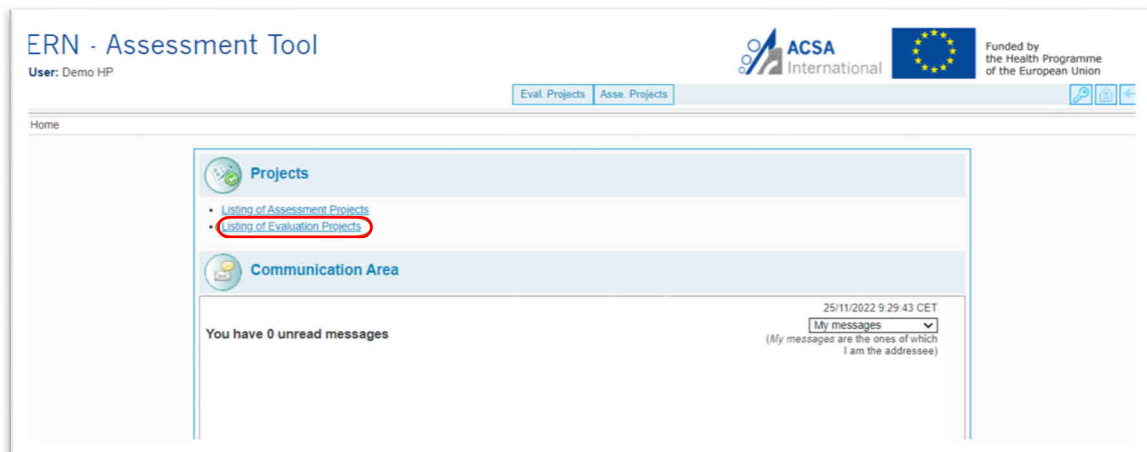 ERN - Assessment Tool
User: Demo HP
ACSA
International
Funded by
the Health Programme
of the European Union
Eval. Projects Asse. Projects
Home
Projects
• Listing of Assessment Projects
• Listing of Evaluation Projects
Communication Area
25/11/2022 9:29:43 CET
You have 0 unread messages
My messages
(My messages are the ones of which
I am the addressee)